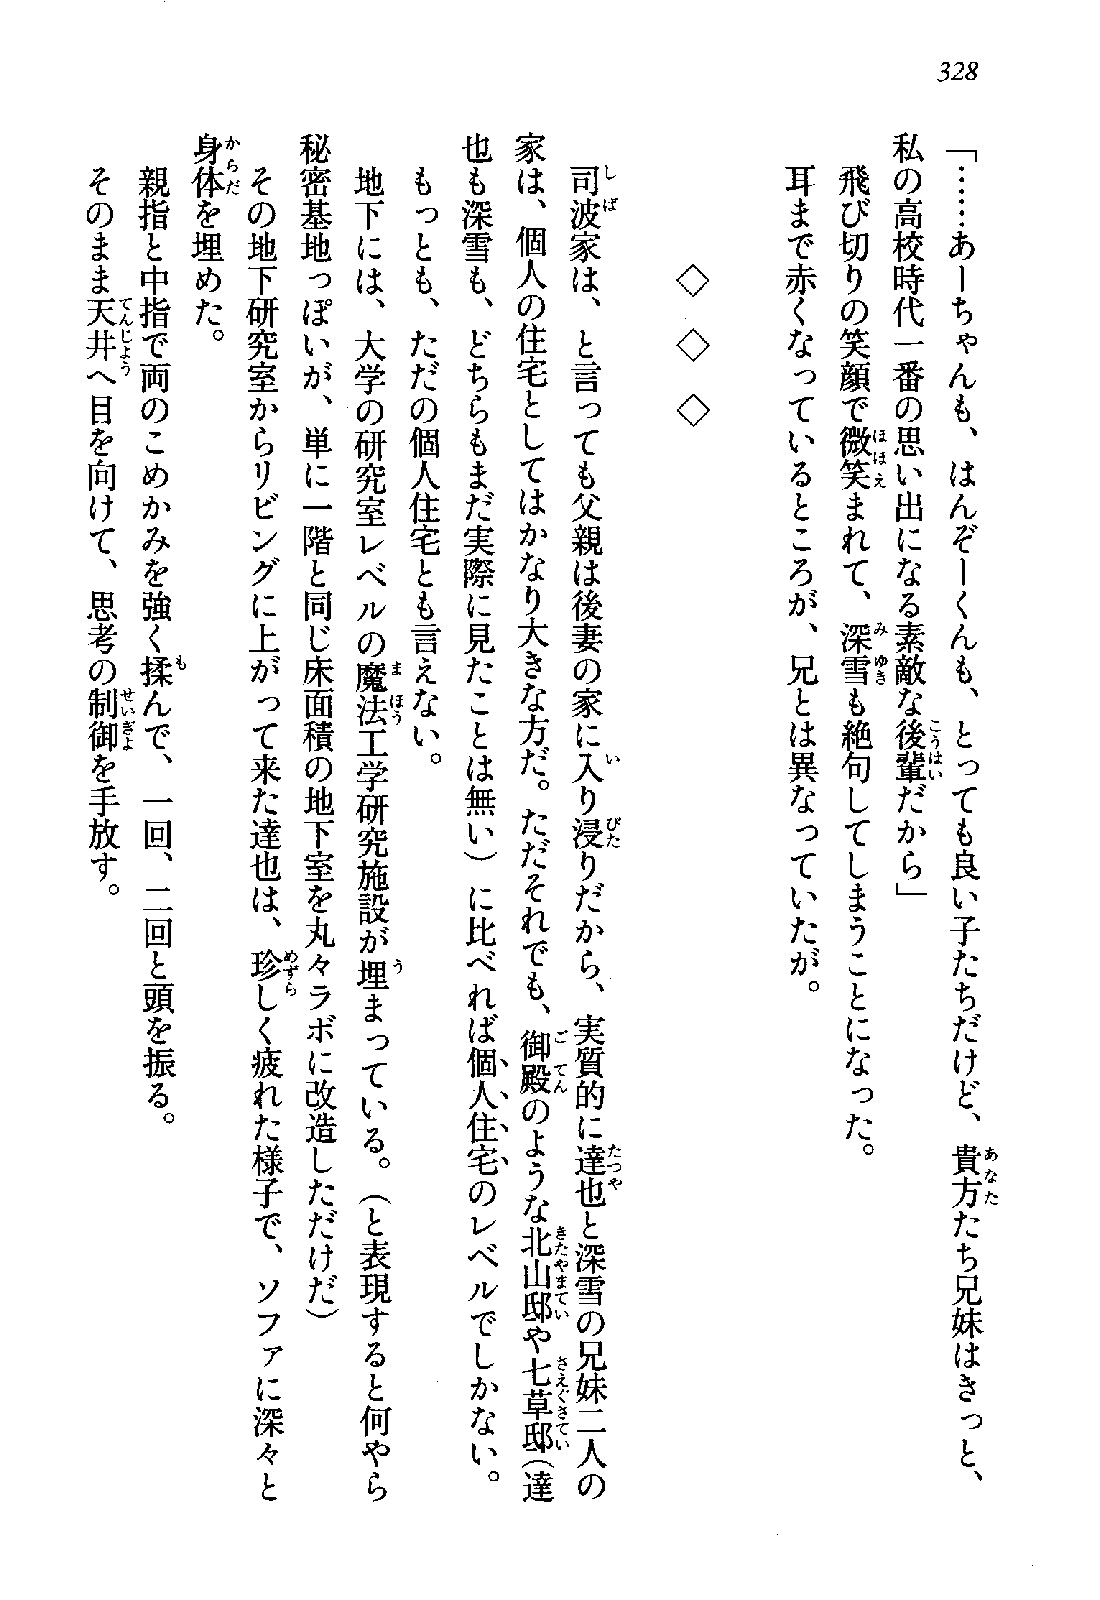 328
「……あーちゃんも、はんぞーくんも、とっても良い子たちだけど、貴方たち兄妹はきっと、
私の高校時代一番の思い出になる素敵な後輩だから」
飛び切りの笑顔で微笑まれて、深雪も絶句してしまうことになった。
耳まで赤くなっているところが、兄とは異なっていたが。
◇ ◇ ◇
司波家は、と言っても父親は後妻の家に入り浸りだから、実質的に達也と深雪の兄妹二人の
家は、個人の住宅としてはかなり大きな方だ。ただそれでも、御殿のような北山邸や七草邸(達
也も深雪も、どちらもまだ実際に見たことは無い)に比べれば個人住宅のレベルでしかない。
もっとも、ただの個人住宅とも言えない。
地下には、大学の研究室レベルの魔法工学研究施設が埋まっている。(と表現すると何やら
秘密基地っぽいが、単に一階と同じ床面積の地下室を丸々ラボに改造しただけだ)
その地下研究室からリビングに上がって来た達也は、珍しく疲れた様子で、ソファに深々と
身体を埋めた。
親指と中指で両のこめかみを強く揉んで、一回、二回と頭を振る。
そのまま天井へ目を向けて、思考の制御を手放す。